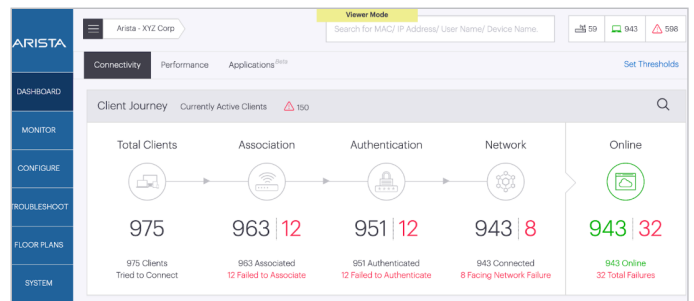 Viewer Mode
ARISTA
Arista - XYZ Corp
Search for MAC/ IP Address/ User Name/ Device Name.
59
943
598
Connectivity
Performance
Applications Beta
Set Thresholds
DASHBOARD
MONITOR
CONFIGURE
TROUBLESHOOT
FLOOR PLANS
SYSTEM
Client Journey
Currently Active Clients
150
Total Clients
Association
Authentication
Network
Online
975
963 | 12
951 | 12
943 | 8
943 | 32
975 Clients
Tried to Connect
963 Associated
12 Failed to Associate
951 Authenticated
12 Failed to Authenticate
943 Connected
8 Facing Network Failure
943 Online
32 Total Failures